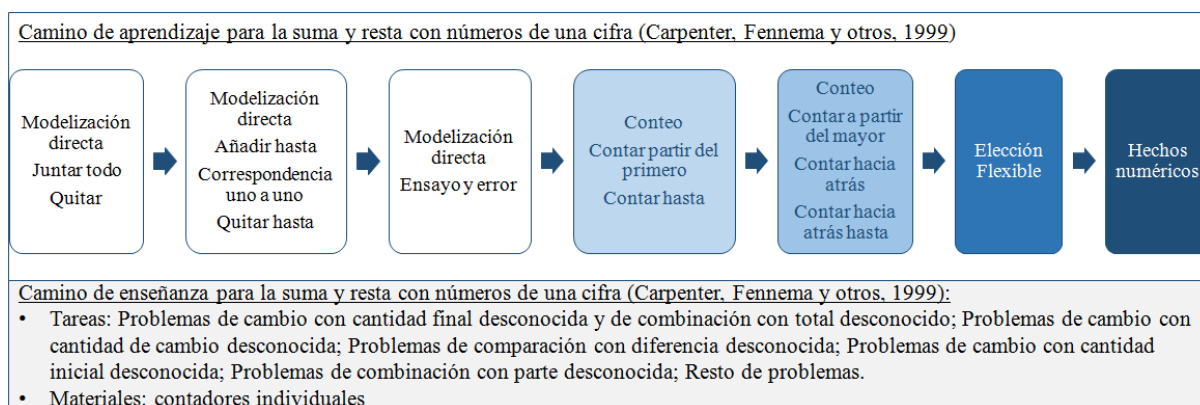 Camino de aprendizaje para la suma y resta con números de una cifra (Carpenter, Fennema y otros, 1999)
Modelización
directa
Juntar todo
Quitar
Modelización
directa
Añadir hasta
Correspondencia
uno a uno
Quitar hasta
Modelización
directa
Ensayo y error
Conteo
Contar partir del
primero
Contar hasta
Conteo
Contar a partir
del mayor
Contar hacia
atrás
Contar hacia
atrás hasta
Elección
Flexible
Hechos
numéricos
Camino de enseñanza para la suma y resta con números de una cifra (Carpenter, Fennema y otros, 1999):
• Tareas: Problemas de cambio con cantidad final desconocida y de combinación con total desconocido; Problemas de cambio con
cantidad de cambio desconocida; Problemas de comparación con diferencia desconocida; Problemas de cambio con cantidad
inicial desconocida; Problemas de combinación con parte desconocida; Resto de problemas.
• Materiales: contadores individuales